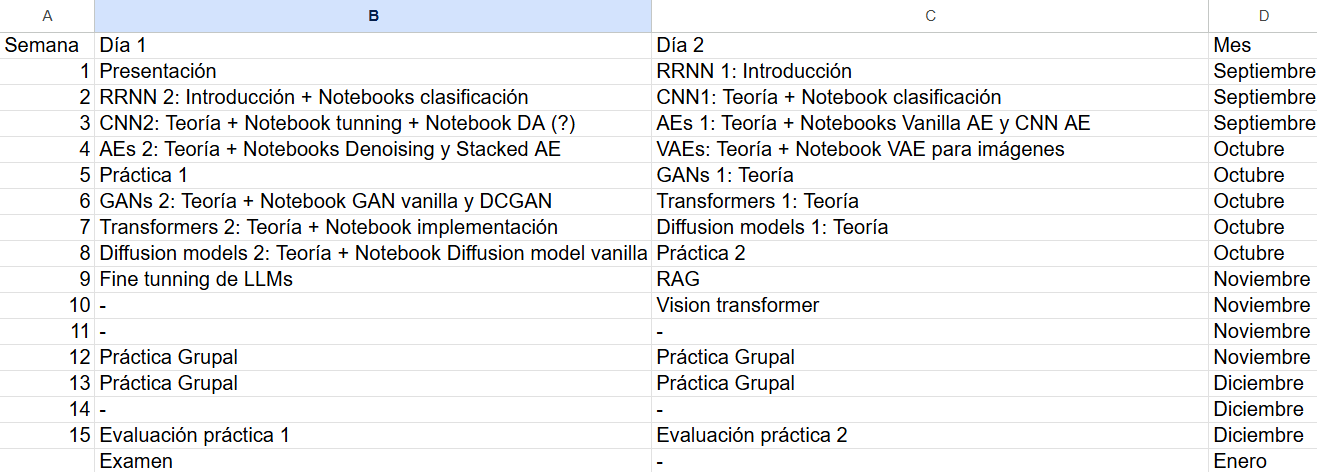 A B C D
Semana Día 1 Día 2 Mes
1 Presentación RRNN 1: Introducción Septiembre
2 RRNN 2: Introducción + Notebooks clasificación CNN1: Teoría + Notebook clasificación Septiembre
3 CNN2: Teoría + Notebook tunning + Notebook DA (?) AEs 1: Teoría + Notebooks Vanilla AE y CNN AE Septiembre
4 AEs 2: Teoría + Notebooks Denoising y Stacked AE VAEs: Teoría + Notebook VAE para imágenes Octubre
5 Práctica 1 GANs 1: Teoría Octubre
6 GANs 2: Teoría + Notebook GAN vanilla y DCGAN Transformers 1: Teoría Octubre
7 Transformers 2: Teoría + Notebook implementación Diffusion models 1: Teoría Octubre
8 Diffusion models 2: Teoría + Notebook Diffusion model vanilla Práctica 2 Octubre
9 Fine tunning de LLMs RAG Noviembre
10 - Vision transformer Noviembre
11 - - Noviembre
12 Práctica Grupal Práctica Grupal Noviembre
13 Práctica Grupal Práctica Grupal Diciembre
14 - - Diciembre
15 Evaluación práctica 1 Evaluación práctica 2 Diciembre
Examen - Enero